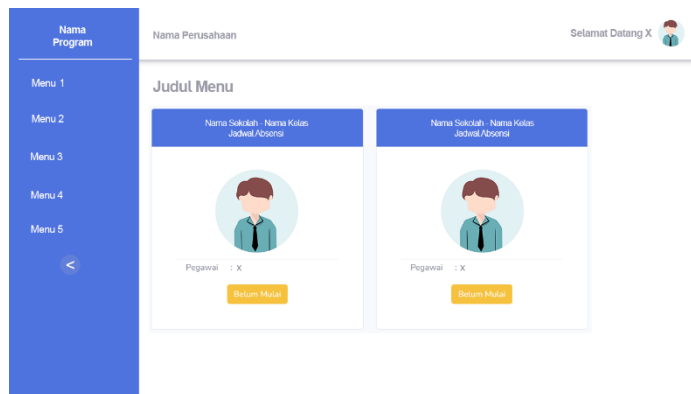 Nama
Program
Nama Perusahaan
Selamat Datang X
Menu 1
Menu 2
Menu 3
Menu 4
Menu 5
<
Judul Menu
Nama Sekolah - Nama Kelas
Jadwal Absensi
Pegawai : X
Belum Mulai
Nama Sekolah - Nama Kelas
Jadwal Absensi
Pegawai : X
Belum Mulai